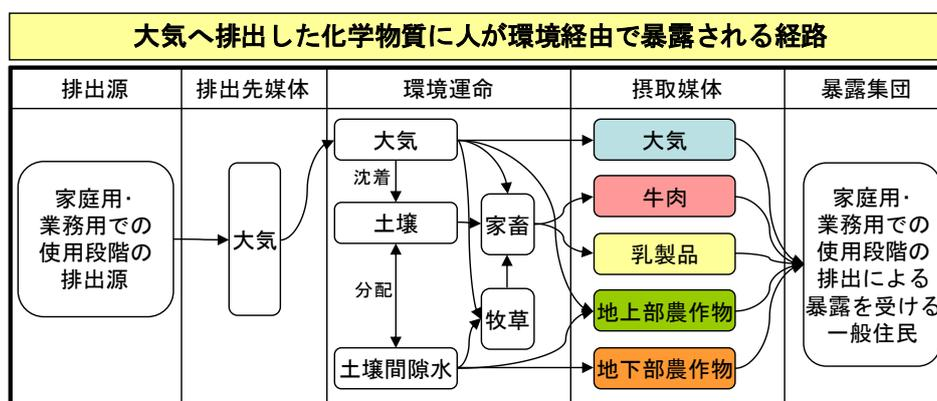 大気へ排出した化学物質に人が環境経由で暴露される経路
排出源
排出先媒体
環境運命
摂取媒体
暴露集団
家庭用・
業務用での
使用段階の
排出源
大気
大気
沈着
土壌
分配
土壌間隙水
家畜
牧草
大気
牛肉
乳製品
地上部農作物
地下部農作物
家庭用・
業務用での
使用段階の
排出による
暴露を受ける
一般住民